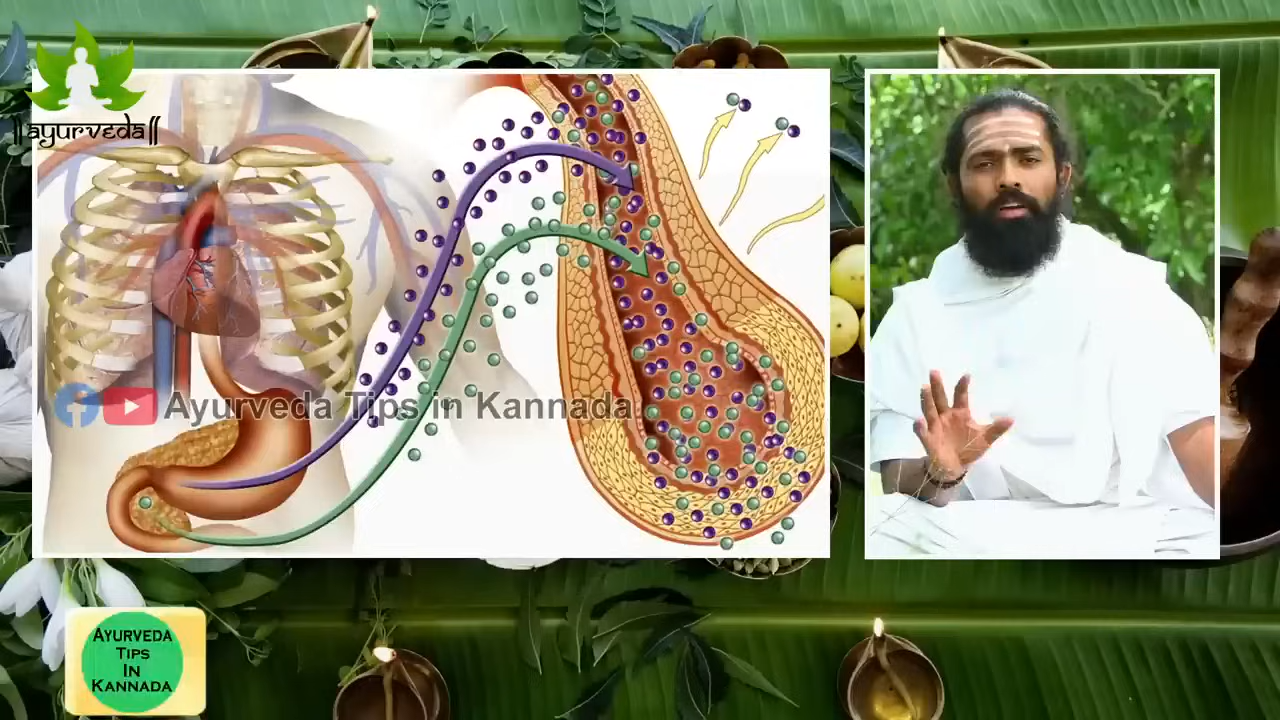 ||ayurveda||
Ayurveda Tips in Kannada
AYURVEDA
TIPS
IN
KANNADA